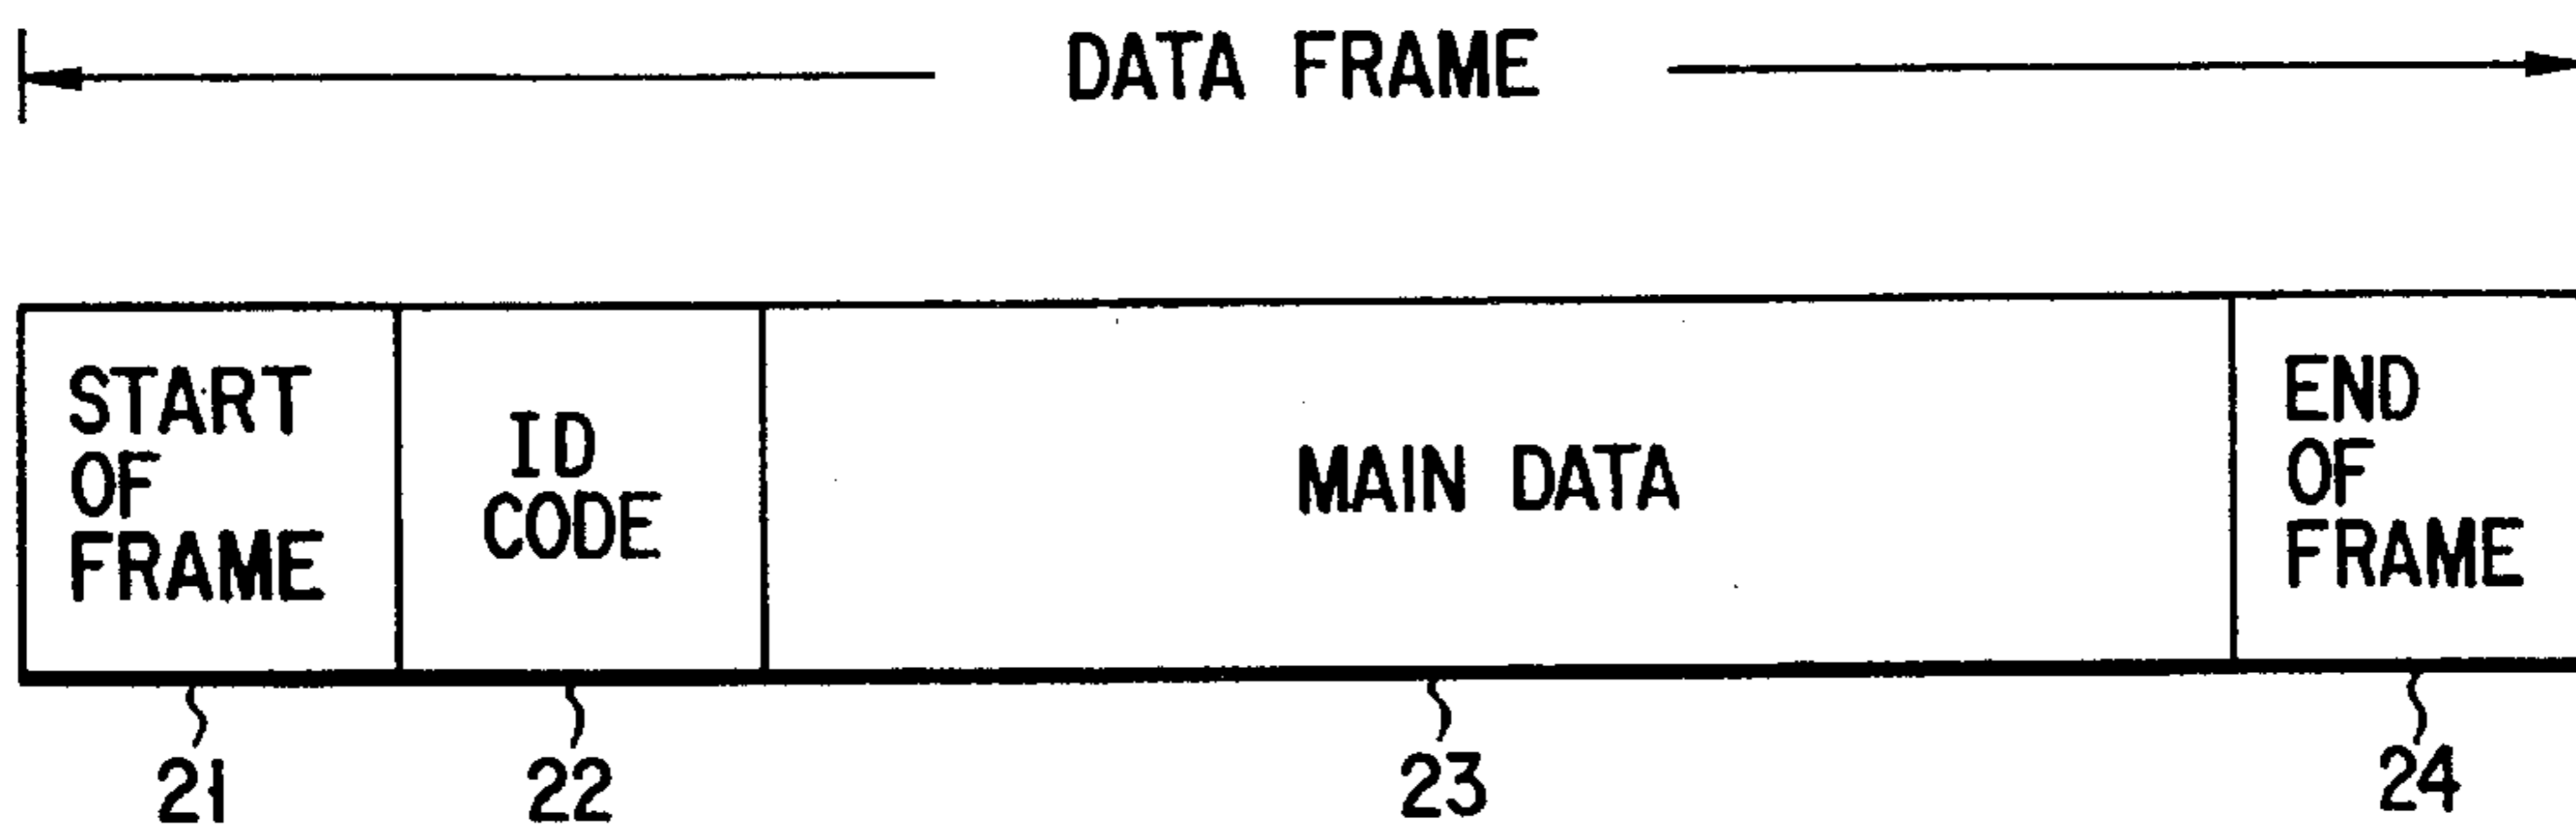 DATA FRAME
START
OF
FRAME
ID
CODE
MAIN DATA
END
OF
FRAME
21
22
23
24